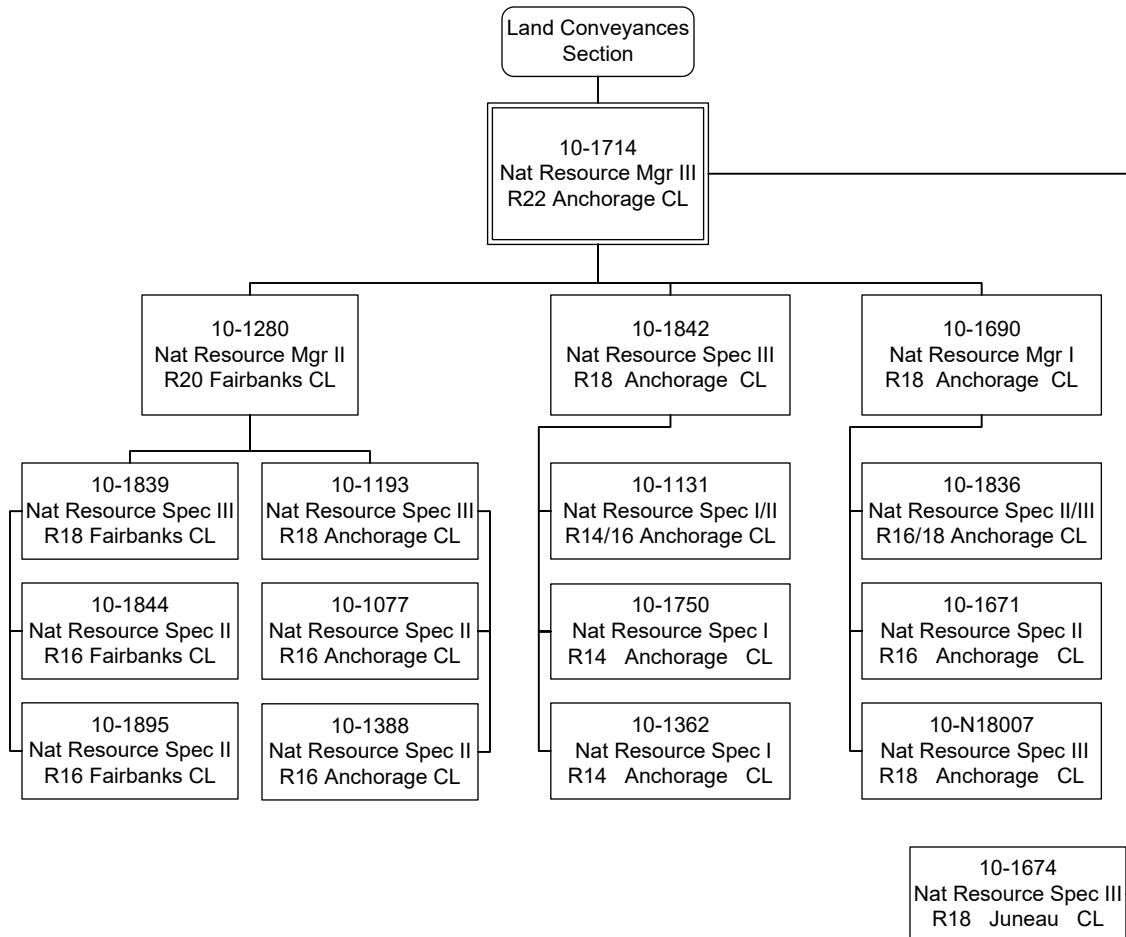 Land Conveyances
Section
10-1714
Nat Resource Mgr III
R22 Anchorage CL
10-1280
Nat Resource Mgr II
R20 Fairbanks CL
10-1842
Nat Resource Spec III
R18 Anchorage CL
10-1690
Nat Resource Mgr I
R18 Anchorage CL
10-1839
Nat Resource Spec III
R18 Fairbanks CL
10-1193
Nat Resource Spec III
R18 Anchorage CL
10-1131
Nat Resource Spec I/II
R14/16 Anchorage CL
10-1836
Nat Resource Spec II/III
R16/18 Anchorage CL
10-1844
Nat Resource Spec II
R16 Fairbanks CL
10-1077
Nat Resource Spec II
R16 Anchorage CL
10-1750
Nat Resource Spec I
R14 Anchorage CL
10-1671
Nat Resource Spec II
R16 Anchorage CL
10-1895
Nat Resource Spec II
R16 Fairbanks CL
10-1388
Nat Resource Spec II
R16 Anchorage CL
10-1362
Nat Resource Spec I
R14 Anchorage CL
10-N18007
Nat Resource Spec III
R18 Anchorage CL
10-1674
Nat Resource Spec III
R18 Juneau CL